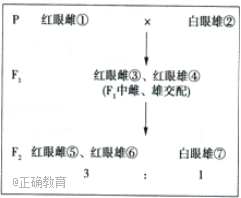 P 红眼雌① × 白眼雄②
F₁ 红眼雌③、红眼雄④
(F₁中雌、雄交配)
F₂ 红眼雌⑤、红眼雄⑥ 白眼雄⑦
3 : 1
@正确教育